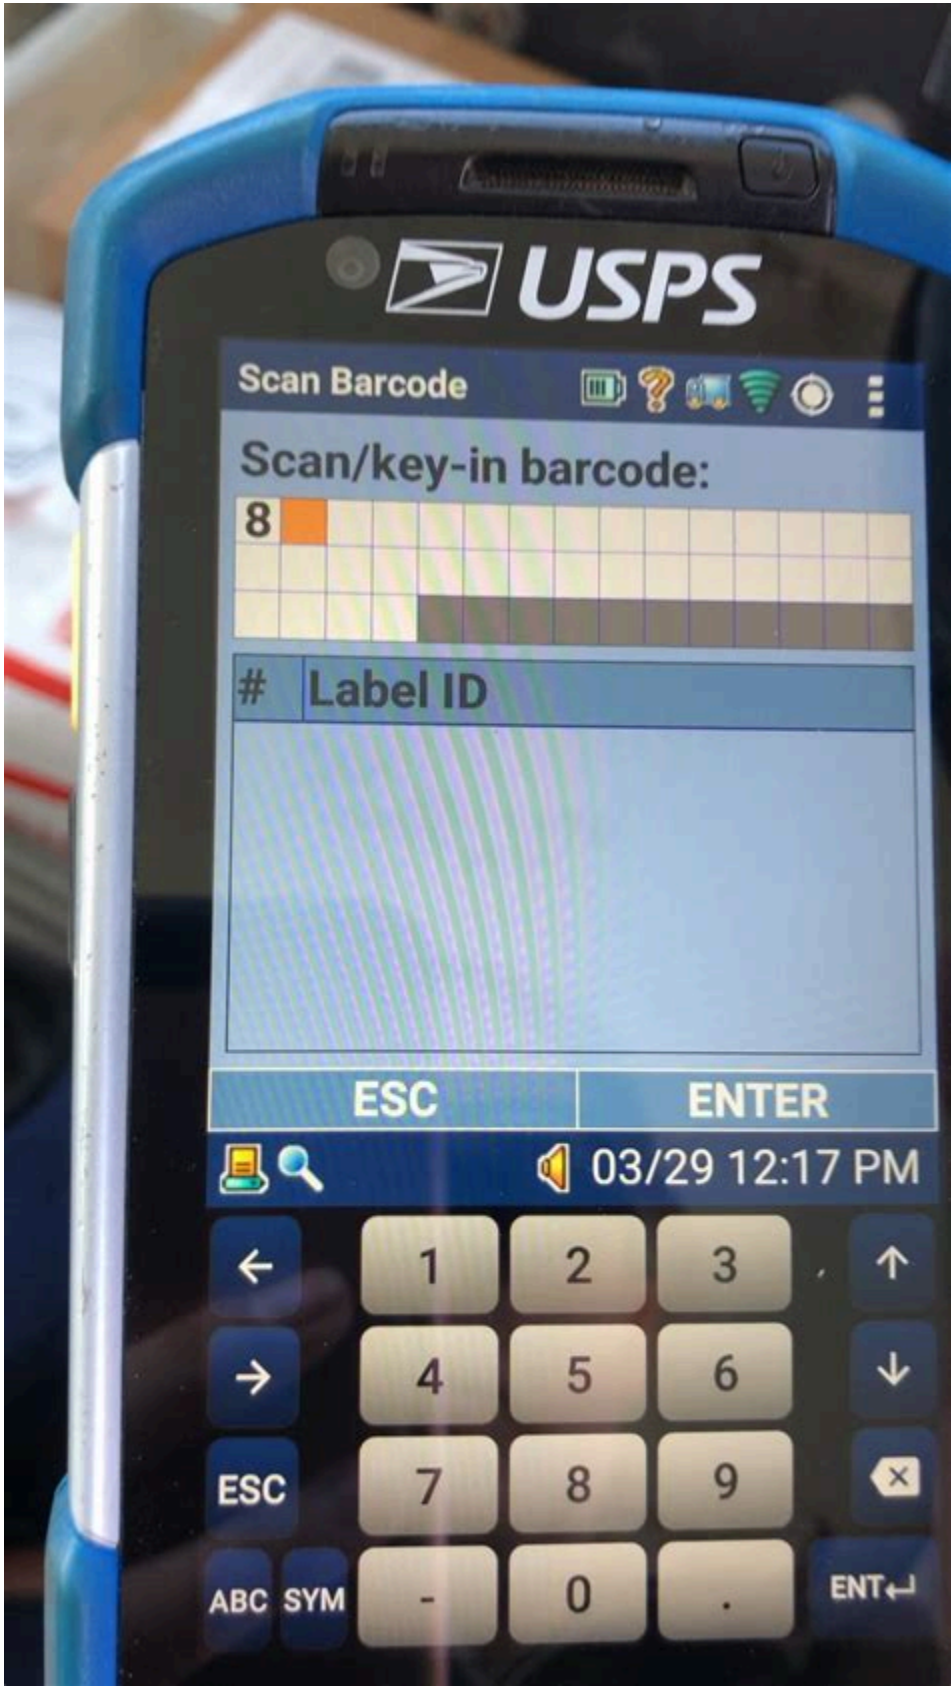 USPS
Scan Barcode
Scan/key-in barcode:
8
# Label ID
ESC ENTER
03/29 12:17 PM
← 1 2 3 ↑
→ 4 5 6 ↓
ESC 7 8 9
ABC SYM - 0 . ENT↵